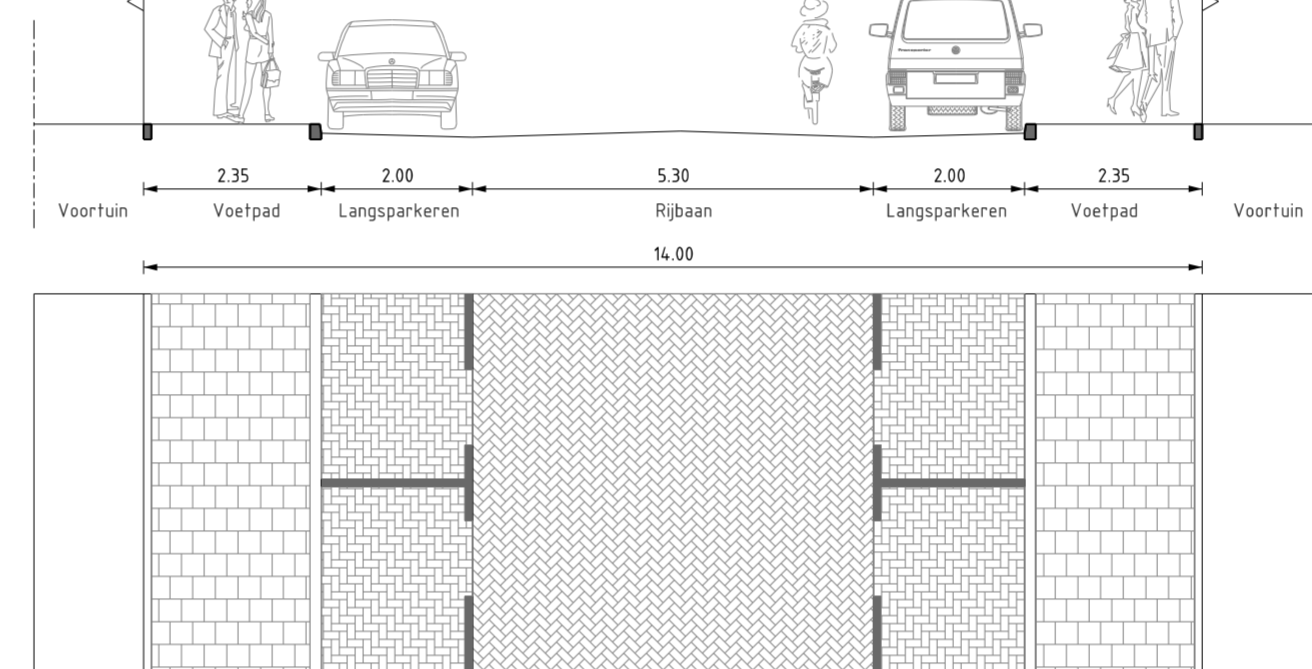 Transporter
2.35 2.00 5.30 2.00 2.35
Voortuin Voetpad Langsparkeren Rijbaan Langsparkeren Voetpad Voortuin
14.00